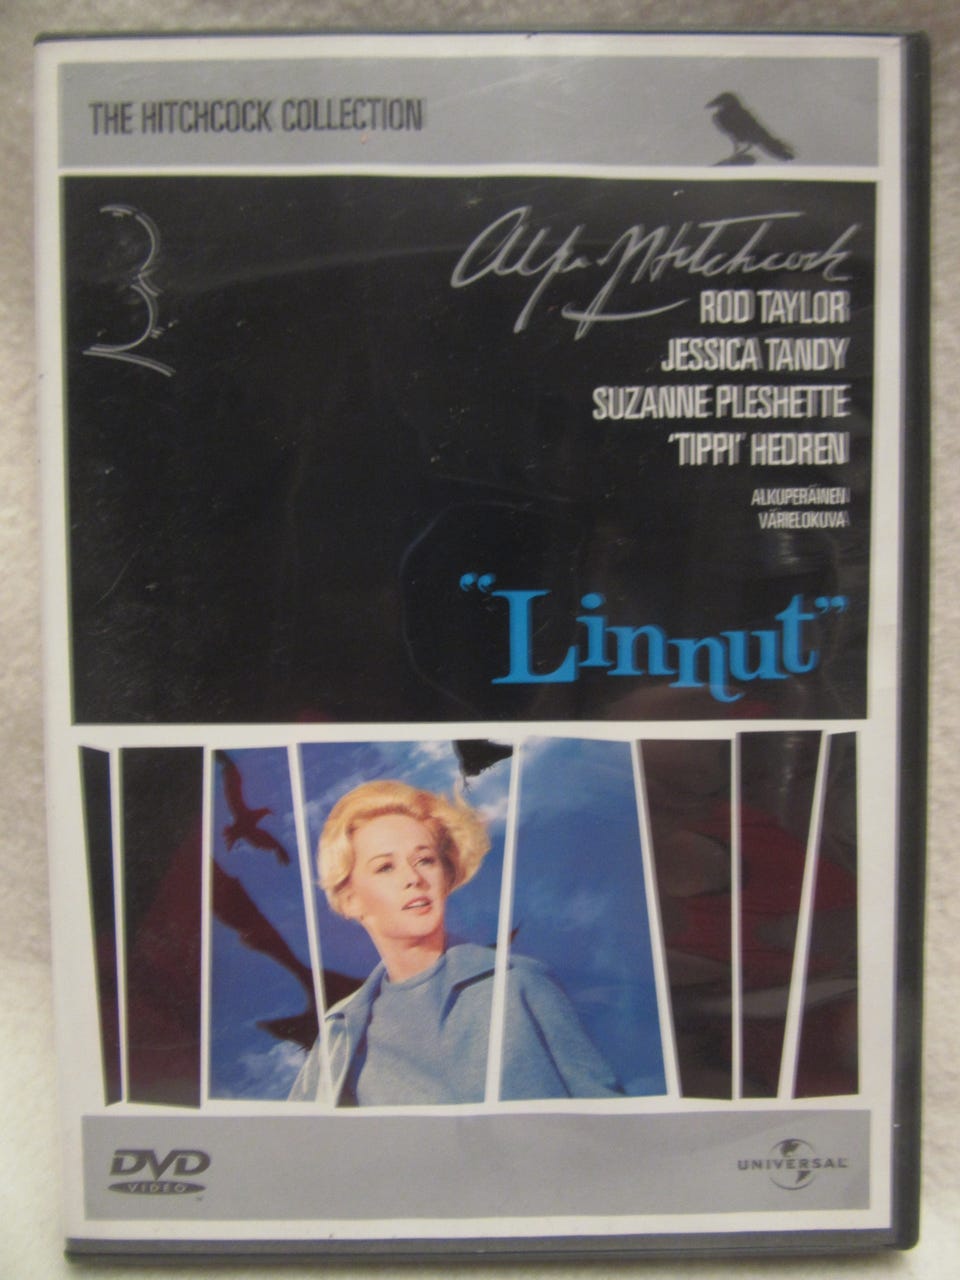 THE HITCHCOCK COLLECTION
Alfred Hitchcock
ROD TAYLOR
JESSICA TANDY
SUZANNE PLESHETTE
'TIPPI' HEDREN
ALKUPERÄINEN
VÄRIELOKUVA
"Linnut"
DVD
VIDEO
UNIVERSAL